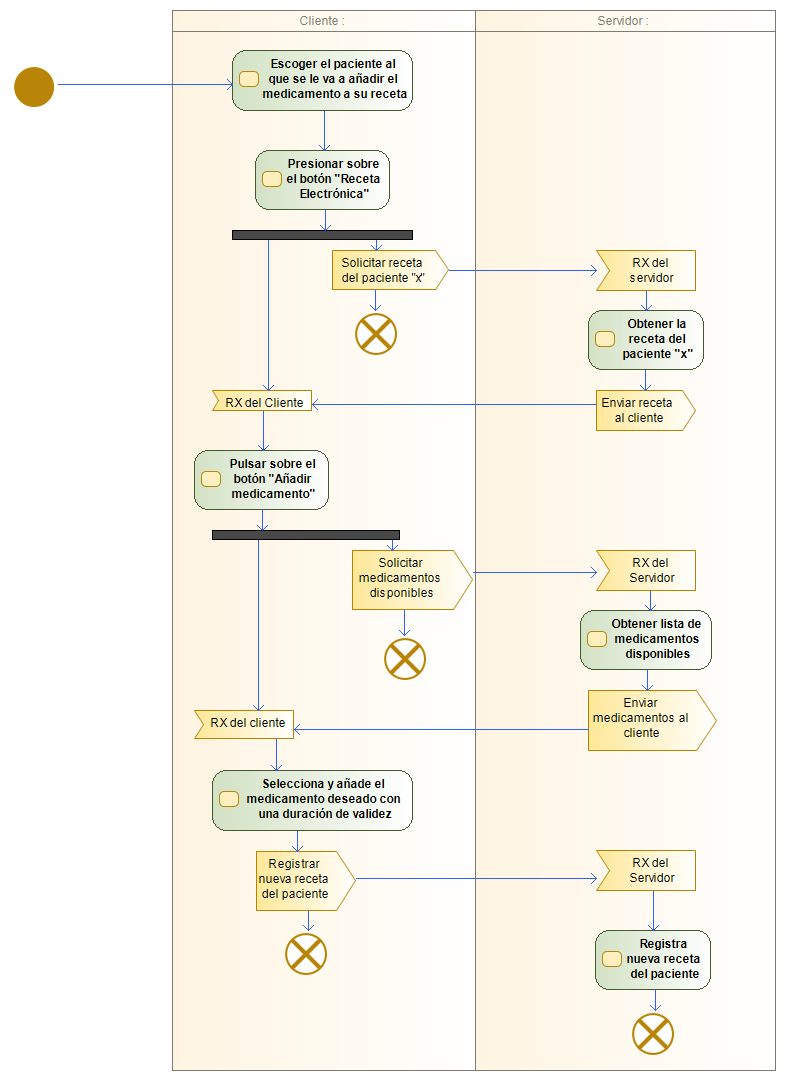 Cliente :
Servidor :
Escoger el paciente al
que se le va a añadir el
medicamento a su receta
Presionar sobre
el botón "Receta
Electrónica"
Solicitar receta
del paciente "x"
RX del
servidor
Obtener la
receta del
paciente "x"
Enviar receta
al cliente
RX del Cliente
Pulsar sobre el
botón "Añadir
medicamento"
Solicitar
medicamentos
disponibles
RX del
Servidor
Obtener lista de
medicamentos
disponibles
Enviar
medicamentos al
cliente
RX del cliente
Selecciona y añade el
medicamento deseado con
una duración de validez
Registrar
nueva receta
del paciente
RX del
Servidor
Registra
nueva receta
del paciente